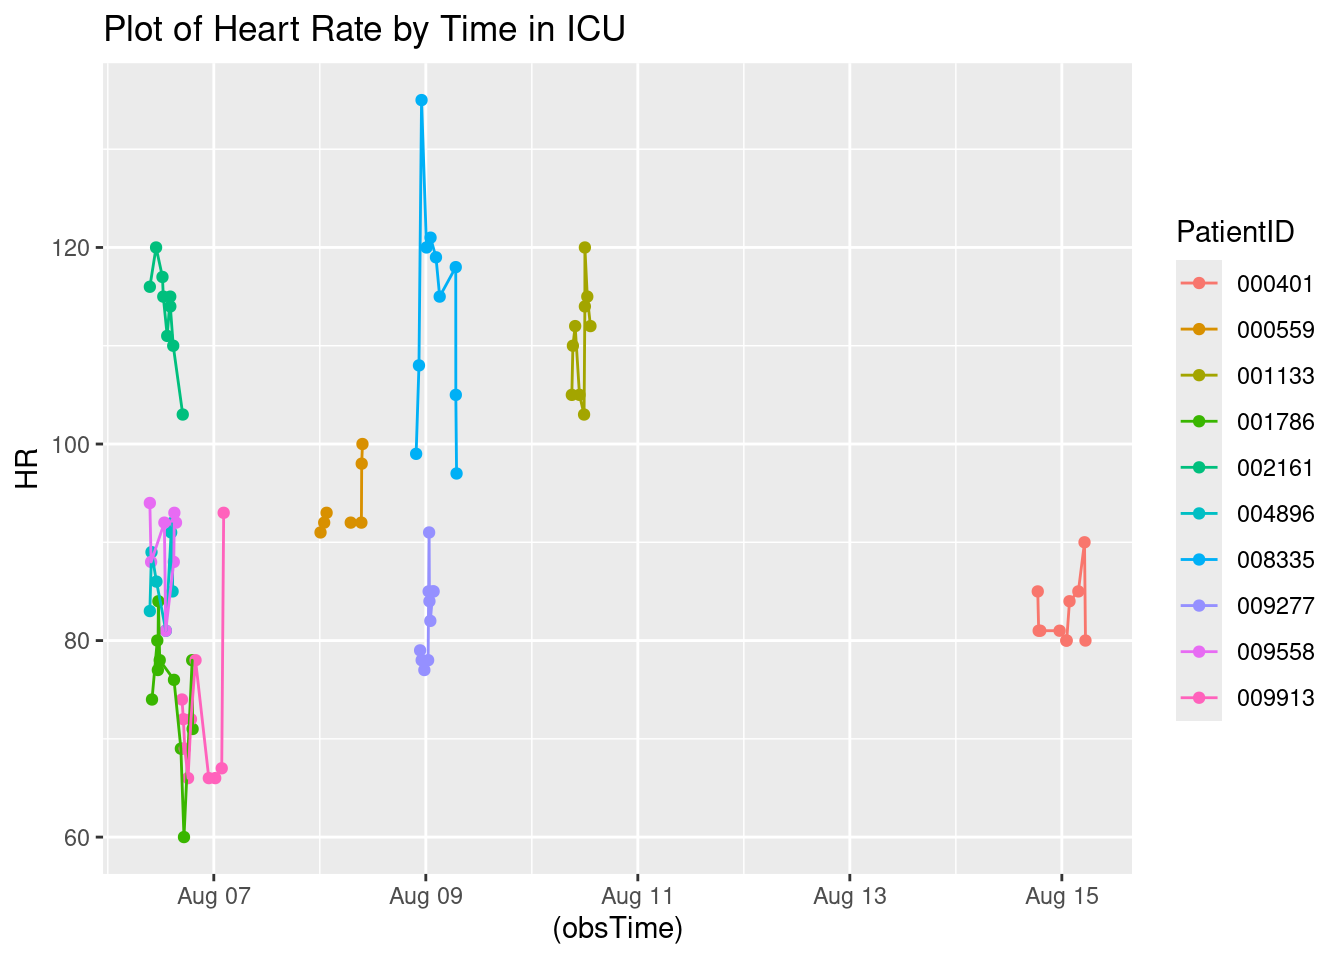 Plot of Heart Rate by Time in ICU
HR
120
100
80
60
Aug 07
Aug 09
Aug 11
Aug 13
Aug 15
(obsTime)
PatientID
000401
000559
001133
001786
002161
004896
008335
009277
009558
009913